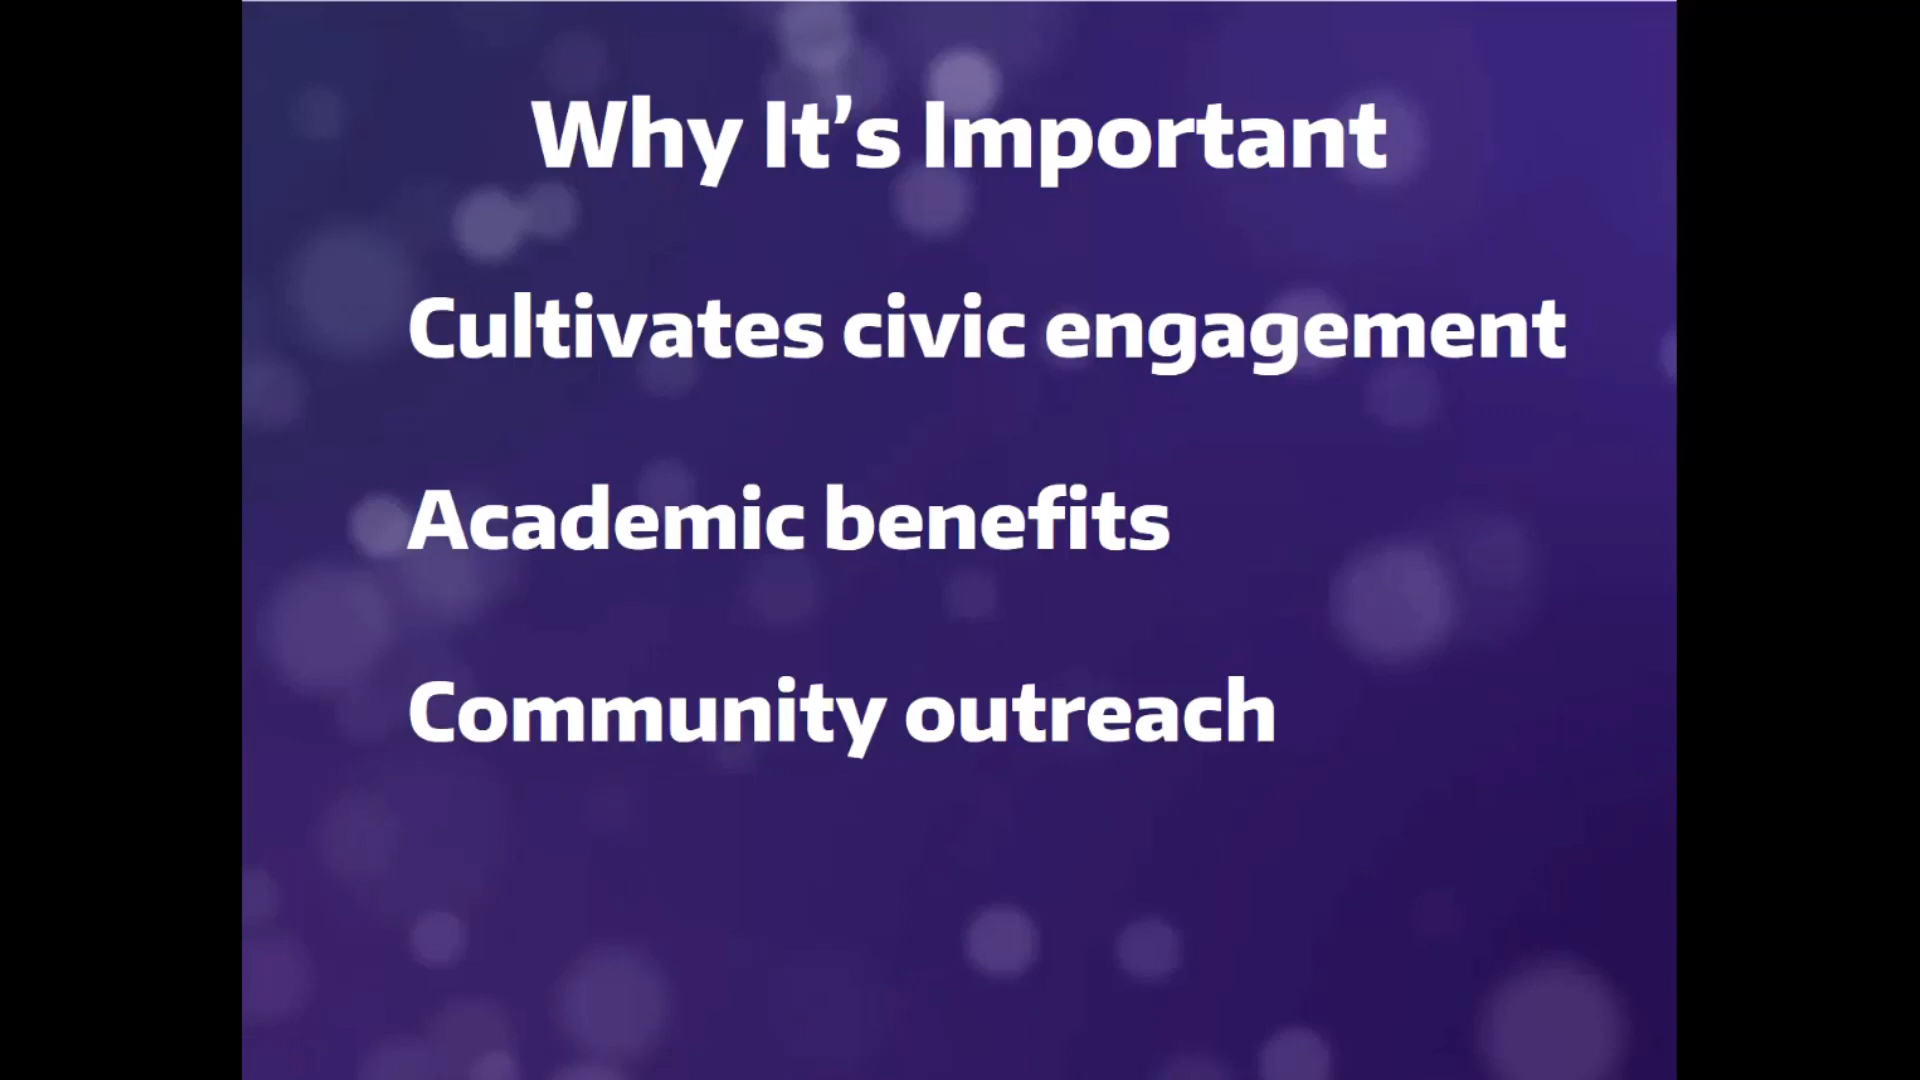 Why It’s Important
Cultivates civic engagement
Academic benefits
Community outreach